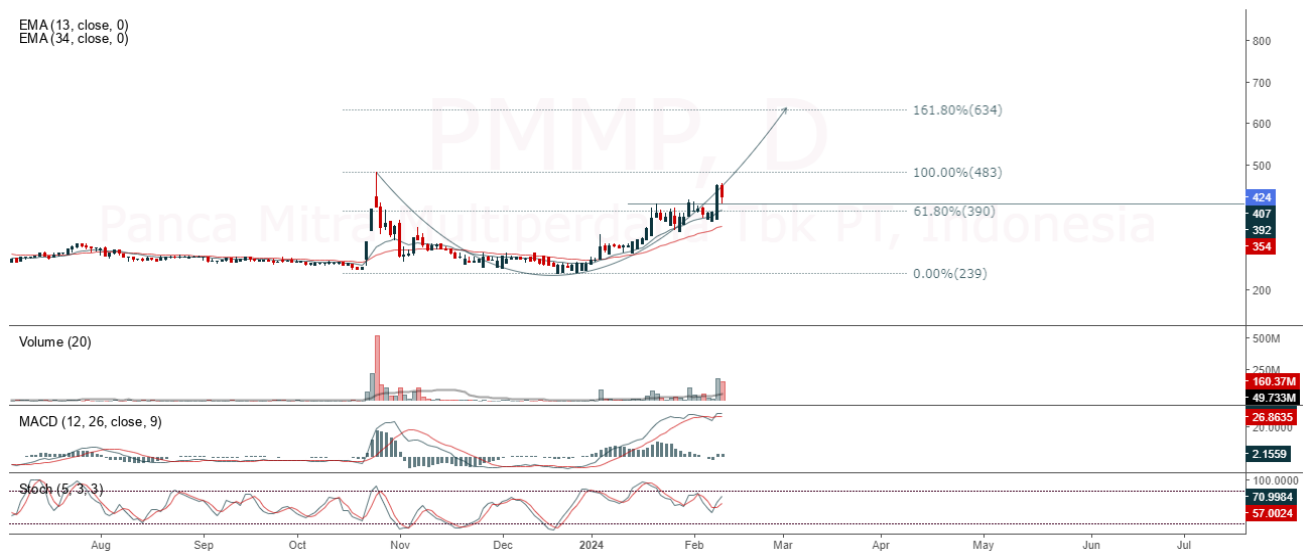 EMA (13, close, 0)
EMA (34, close, 0)
PMMP, D
Panca Mitra Multiperdana Tbk PT, Indonesia
161.80%(634)
100.00%(483)
61.80%(390)
0.00%(239)
800
700
600
500
424
407
392
354
200
Volume (20)
500M
250M
160.37M
49.733M
MACD (12, 26, close, 9)
26.8635
20.0000
2.1559
Stoch (5, 3, 3)
100.0000
70.9984
57.0024
Aug Sep Oct Nov Dec 2024 Feb Mar Apr May Jun Jul